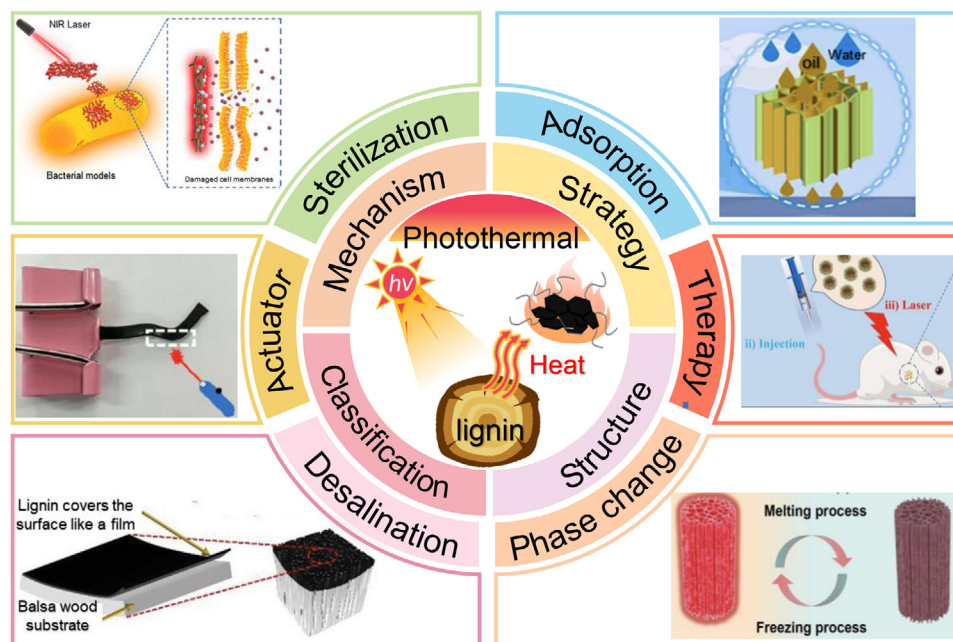 NIR Laser
Bacterial models
Damaged cell membranes
Sterilization
Adsorption
oil
Water
Mechanism
Strategy
Photothermal
hv
Heat
lignin
Actuator
Therapy
iii) Laser
ii) Injection
Classification
Structure
Desalination
Phase change
Lignin covers the
surface like a film
Balsa wood
substrate
Melting process
Freezing process